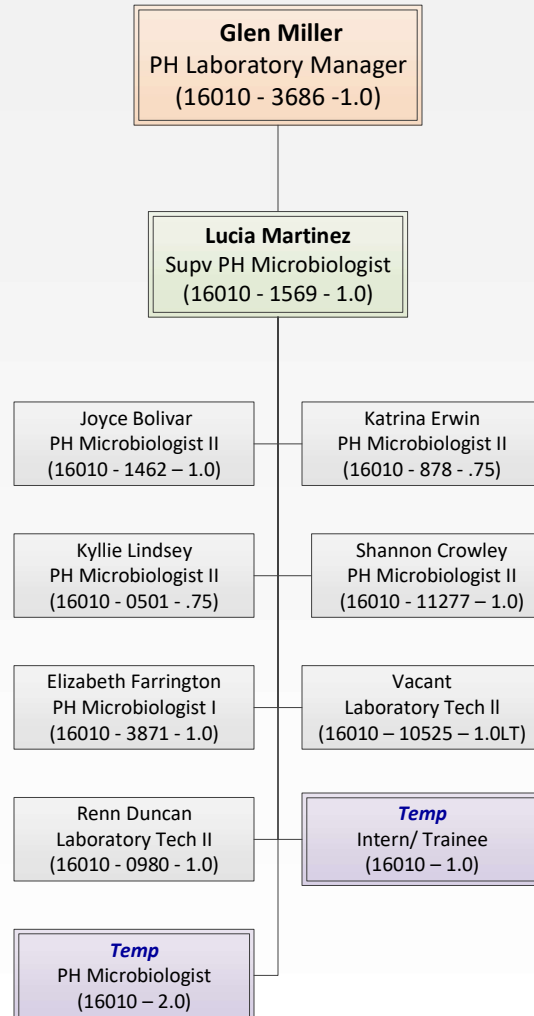 Glen Miller
PH Laboratory Manager
(16010 - 3686 -1.0)
Lucia Martinez
Supv PH Microbiologist
(16010 - 1569 - 1.0)
Joyce Bolivar
PH Microbiologist II
(16010 - 1462 – 1.0)
Katrina Erwin
PH Microbiologist II
(16010 - 878 - .75)
Kyllie Lindsey
PH Microbiologist II
(16010 - 0501 - .75)
Shannon Crowley
PH Microbiologist II
(16010 - 11277 – 1.0)
Elizabeth Farrington
PH Microbiologist I
(16010 - 3871 - 1.0)
Vacant
Laboratory Tech ll
(16010 – 10525 – 1.0LT)
Renn Duncan
Laboratory Tech II
(16010 - 0980 - 1.0)
Temp
Intern/ Trainee
(16010 – 1.0)
Temp
PH Microbiologist
(16010 – 2.0)